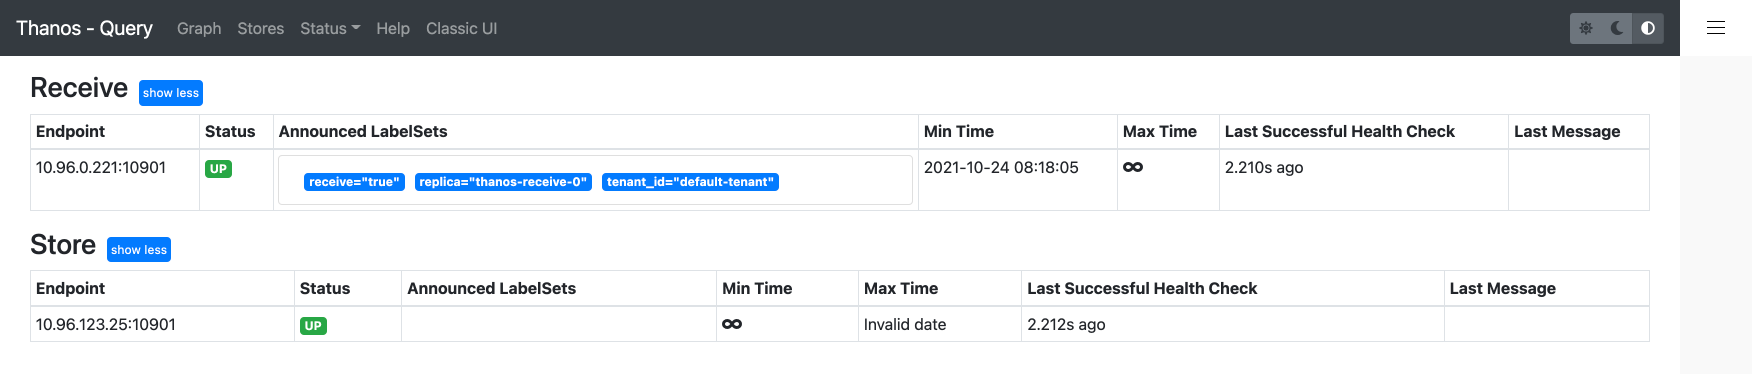 Thanos - Query Graph Stores Status Help Classic UI
Receive show less
Endpoint Status Announced LabelSets Min Time Max Time Last Successful Health Check Last Message
10.96.0.221:10901 UP receive="true" replica="thanos-receive-0" tenant_id="default-tenant" 2021-10-24 08:18:05 ∞ 2.210s ago
Store show less
Endpoint Status Announced LabelSets Min Time Max Time Last Successful Health Check Last Message
10.96.123.25:10901 UP ∞ Invalid date 2.212s ago